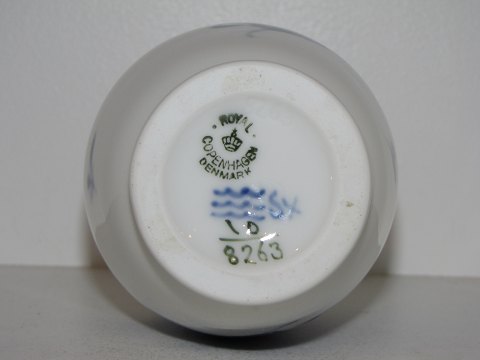 ROYAL
COPENHAGEN
DENMARK
8263